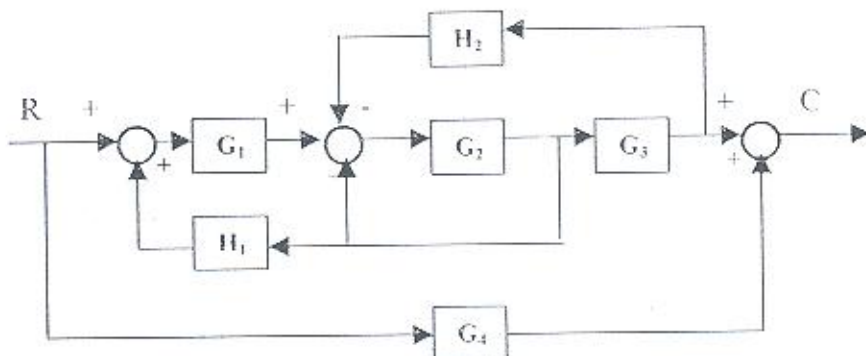 H₂
R + + - + C
G₁ G₂ G₃
+ +
H₁
G₄